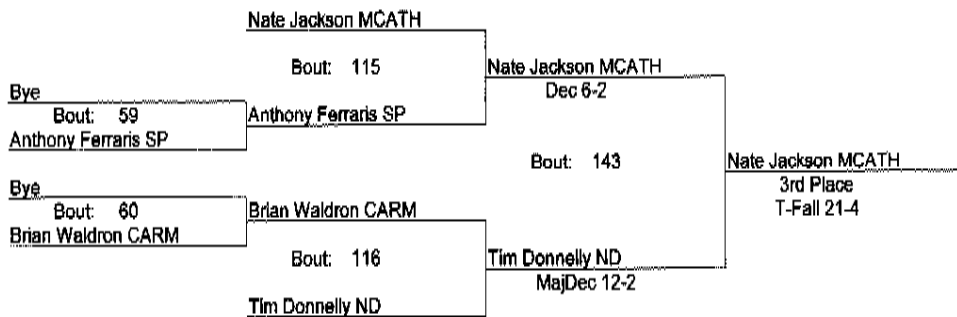 Nate Jackson MCATH
Bout: 115
Nate Jackson MCATH
Dec 6-2
Bye
Bout: 59
Anthony Ferraris SP
Anthony Ferraris SP
Bout: 143
Nate Jackson MCATH
3rd Place
T-Fall 21-4
Bye
Bout: 60
Brian Waldron CARM
Brian Waldron CARM
Bout: 116
Tim Donnelly ND
MajDec 12-2
Tim Donnelly ND